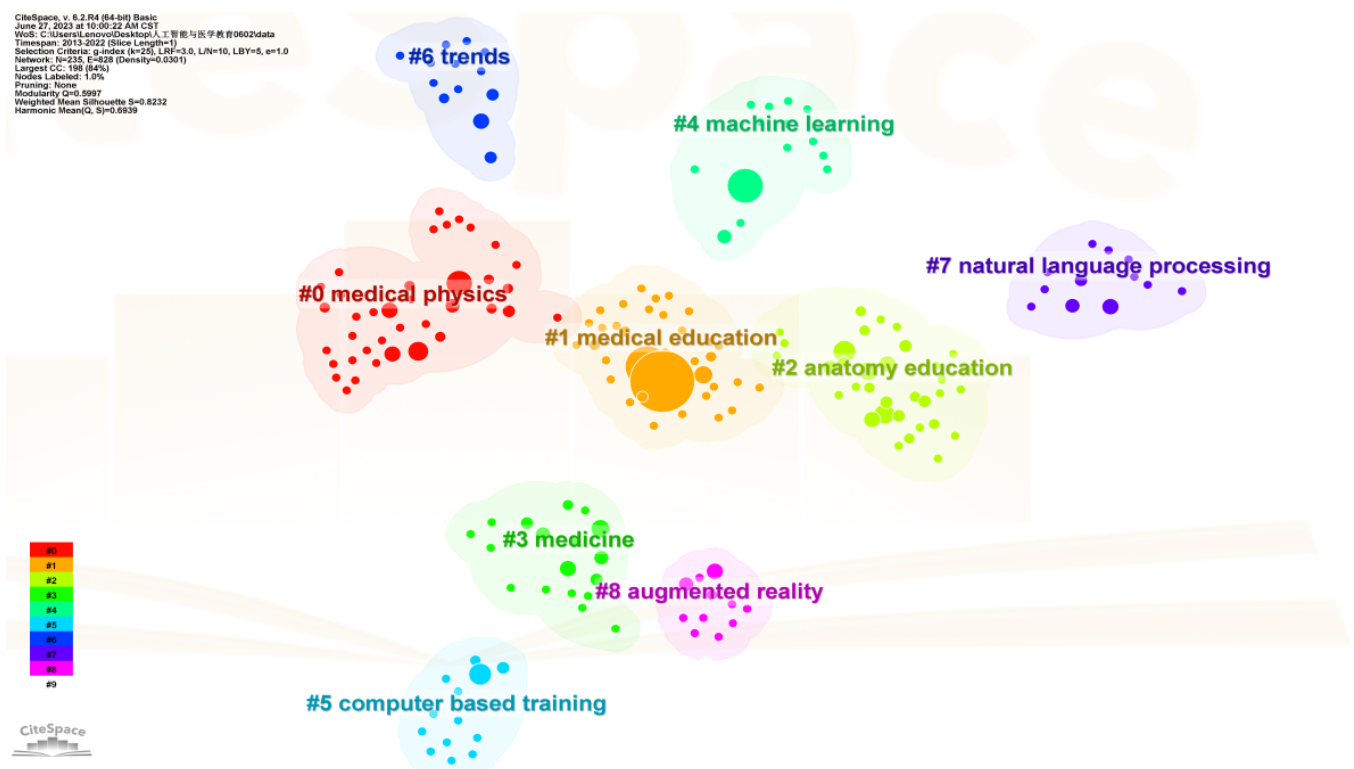 CiteSpace, v. 6.2.R4 (64-bit) Basic
June 27, 2023 at 10:00:22 AM CST
WoS: C:\Users\Lenovo\Desktop\人工智能与医学教育0602\data
Timespan: 2013-2022 (Slice Length=1)
Selection Criteria: g-index (k=25), LRF=3.0, L/N=10, LBY=5, e=1.0
Network: N=235, E=828 (Density=0.0301)
Largest CC: 198 (84%)
Nodes Labeled: 1.0%
Pruning: None
Modularity Q=0.5997
Weighted Mean Silhouette S=0.8232
Harmonic Mean(Q, S)=0.6939
#6 trends
#4 machine learning
#7 natural language processing
#0 medical physics
#1 medical education
#2 anatomy education
#3 medicine
#8 augmented reality
#5 computer based training
#0
#1
#2
#3
#4
#5
#6
#7
#8
#9
CiteSpace